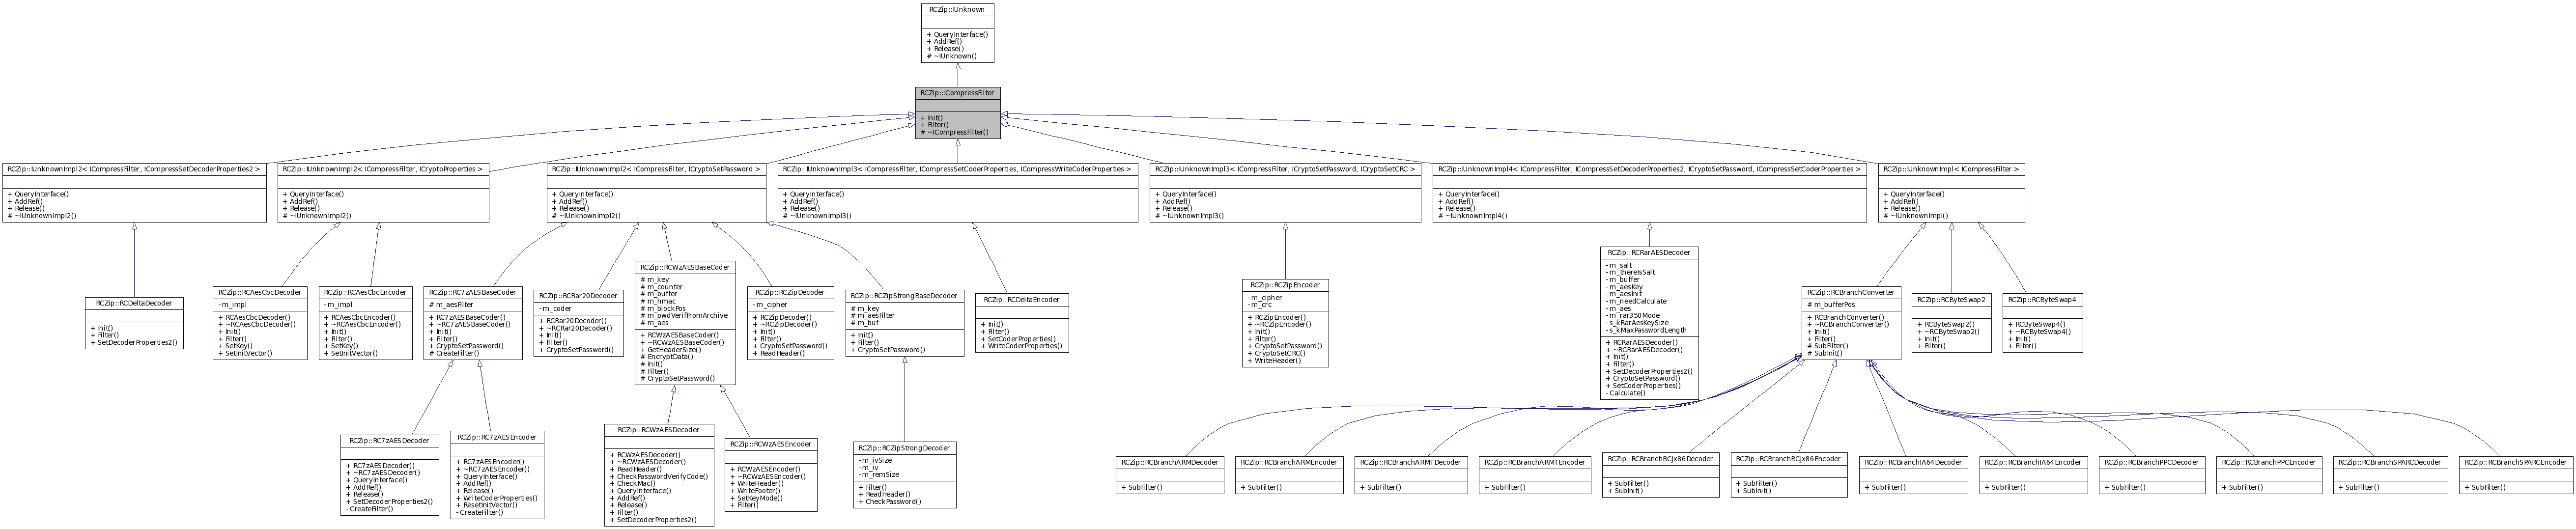 RCZip::IUnknown
+ QueryInterface()
+ AddRef()
+ Release()
# ~IUnknown()
RCZip::ICompressFilter
+ Init()
+ Filter()
# ~ICompressFilter()
RCZip::IUnknownImpl2< ICompressFilter, ICompressSetDecoderProperties2 >
+ QueryInterface()
+ AddRef()
+ Release()
# ~IUnknownImpl2()
RCZip::IUnknownImpl2< ICompressFilter, ICryptoProperties >
+ QueryInterface()
+ AddRef()
+ Release()
# ~IUnknownImpl2()
RCZip::IUnknownImpl2< ICompressFilter, ICryptoSetPassword >
+ QueryInterface()
+ AddRef()
+ Release()
# ~IUnknownImpl2()
RCZip::IUnknownImpl3< ICompressFilter, ICompressSetCoderProperties, ICompressWriteCoderProperties >
+ QueryInterface()
+ AddRef()
+ Release()
# ~IUnknownImpl3()
RCZip::IUnknownImpl3< ICompressFilter, ICryptoSetPassword, ICryptoSetCRC >
+ QueryInterface()
+ AddRef()
+ Release()
# ~IUnknownImpl3()
RCZip::IUnknownImpl4< ICompressFilter, ICompressSetDecoderProperties2, ICryptoSetPassword, ICompressSetCoderProperties >
+ QueryInterface()
+ AddRef()
+ Release()
# ~IUnknownImpl4()
RCZip::IUnknownImpl< ICompressFilter >
+ QueryInterface()
+ AddRef()
+ Release()
# ~IUnknownImpl()
RCZip::RCDeltaDecoder
+ Init()
+ Filter()
+ SetDecoderProperties2()
RCZip::RCAesCbcDecoder
- m_impl
+ RCAesCbcDecoder()
+ ~RCAesCbcDecoder()
+ Init()
+ Filter()
+ SetKey()
+ SetInitVector()
RCZip::RCAesCbcEncoder
- m_impl
+ RCAesCbcEncoder()
+ ~RCAesCbcEncoder()
+ Init()
+ Filter()
+ SetKey()
+ SetInitVector()
RCZip::RC7zAESBaseCoder
# m_aesFilter
+ RC7zAESBaseCoder()
+ ~RC7zAESBaseCoder()
+ Init()
+ Filter()
+ CryptoSetPassword()
# CreateFilter()
RCZip::RCRar20Decoder
- m_coder
+ RCRar20Decoder()
+ ~RCRar20Decoder()
+ Init()
+ Filter()
+ CryptoSetPassword()
RCZip::RCWzAESBaseCoder
# m_key
# m_counter
# m_buffer
# m_hmac
# m_blockPos
# m_pwdVerifFromArchive
# m_aes
+ RCWzAESBaseCoder()
+ ~RCWzAESBaseCoder()
+ GetHeaderSize()
# EncryptData()
# Init()
# Filter()
# CryptoSetPassword()
RCZip::RCZipDecoder
- m_cipher
+ RCZipDecoder()
+ ~RCZipDecoder()
+ Init()
+ Filter()
+ CryptoSetPassword()
+ ReadHeader()
RCZip::RCZipStrongBaseDecoder
# m_key
# m_aesFilter
# m_buf
+ Init()
+ Filter()
+ CryptoSetPassword()
RCZip::RCDeltaEncoder
+ Init()
+ Filter()
+ SetCoderProperties()
+ WriteCoderProperties()
RCZip::RCZipEncoder
- m_cipher
- m_crc
+ RCZipEncoder()
+ ~RCZipEncoder()
+ Init()
+ Filter()
+ CryptoSetPassword()
+ CryptoSetCRC()
+ WriteHeader()
RCZip::RCRarAESDecoder
- m_salt
- m_thereIsSalt
- m_buffer
- m_aesKey
- m_aesInit
- m_needCalculate
- m_aes
- m_rar350Mode
- s_kRarAesKeySize
- s_kMaxPasswordLength
+ RCRarAESDecoder()
+ ~RCRarAESDecoder()
+ Init()
+ Filter()
+ SetDecoderProperties2()
+ CryptoSetPassword()
+ SetCoderProperties()
- Calculate()
RCZip::RCBranchConverter
# m_bufferPos
+ RCBranchConverter()
+ ~RCBranchConverter()
+ Init()
+ Filter()
# SubFilter()
# SubInit()
RCZip::RCByteSwap2
+ RCByteSwap2()
+ ~RCByteSwap2()
+ Init()
+ Filter()
RCZip::RCByteSwap4
+ RCByteSwap4()
+ ~RCByteSwap4()
+ Init()
+ Filter()
RCZip::RC7zAESDecoder
+ RC7zAESDecoder()
+ ~RC7zAESDecoder()
+ QueryInterface()
+ AddRef()
+ Release()
+ SetDecoderProperties2()
- CreateFilter()
RCZip::RC7zAESEncoder
+ RC7zAESEncoder()
+ ~RC7zAESEncoder()
+ QueryInterface()
+ AddRef()
+ Release()
+ WriteCoderProperties()
+ ResetInitVector()
- CreateFilter()
RCZip::RCWzAESDecoder
+ RCWzAESDecoder()
+ ~RCWzAESDecoder()
+ ReadHeader()
+ CheckPasswordVerifyCode()
+ CheckMac()
+ QueryInterface()
+ AddRef()
+ Release()
+ Filter()
+ SetDecoderProperties2()
RCZip::RCWzAESEncoder
+ RCWzAESEncoder()
+ ~RCWzAESEncoder()
+ WriteHeader()
+ WriteFooter()
+ SetKeyMode()
+ Filter()
RCZip::RCZipStrongDecoder
- m_ivSize
- m_iv
- m_remSize
+ Filter()
+ ReadHeader()
+ CheckPassword()
RCZip::RCBranchARMDecoder
+ SubFilter()
RCZip::RCBranchARMEncoder
+ SubFilter()
RCZip::RCBranchARMTDecoder
+ SubFilter()
RCZip::RCBranchARMTEncoder
+ SubFilter()
RCZip::RCBranchBCJx86Decoder
+ SubFilter()
+ SubInit()
RCZip::RCBranchBCJx86Encoder
+ SubFilter()
+ SubInit()
RCZip::RCBranchIA64Decoder
+ SubFilter()
RCZip::RCBranchIA64Encoder
+ SubFilter()
RCZip::RCBranchPPCDecoder
+ SubFilter()
RCZip::RCBranchPPCEncoder
+ SubFilter()
RCZip::RCBranchSPARCDecoder
+ SubFilter()
RCZip::RCBranchSPARCEncoder
+ SubFilter()